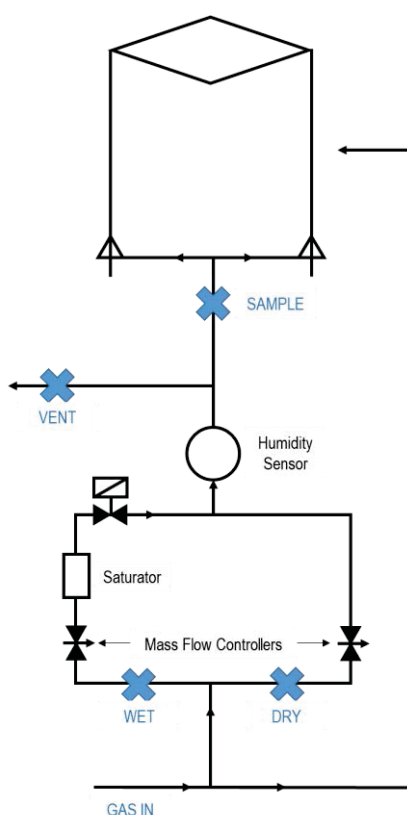 SAMPLE
VENT
Humidity
Sensor
Saturator
Mass Flow Controllers
WET
DRY
GAS IN